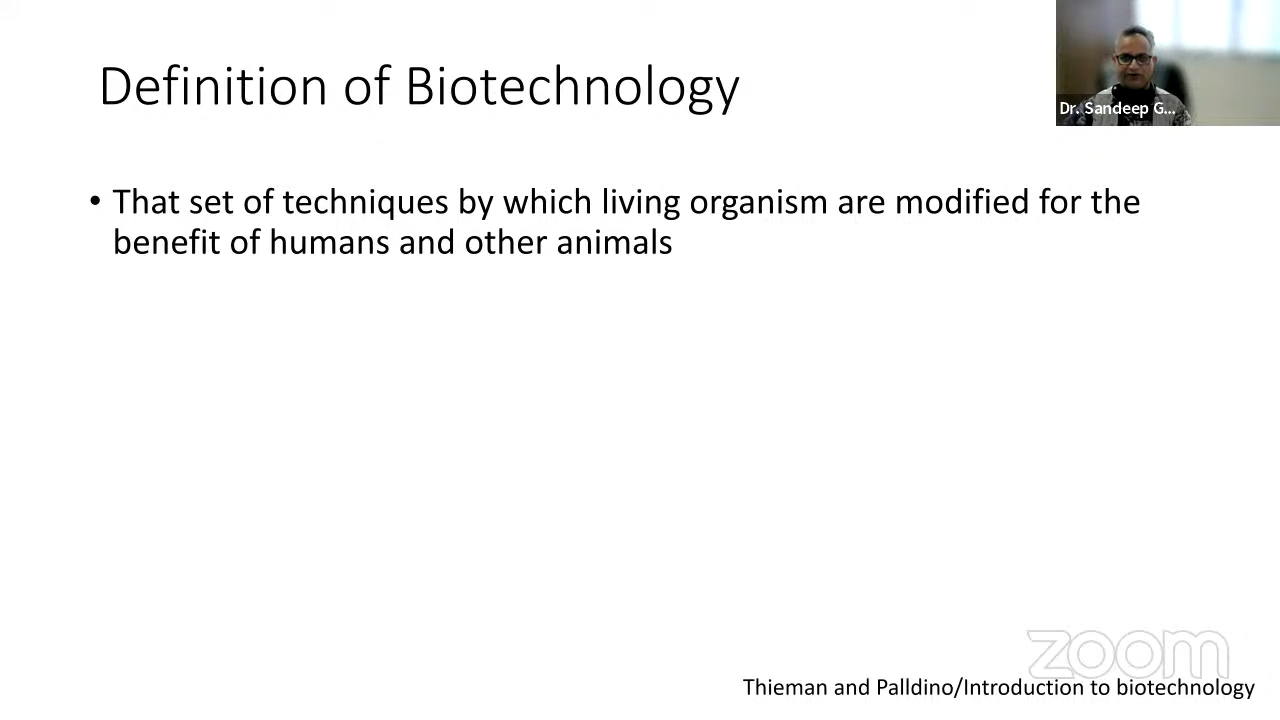 Definition of Biotechnology
Dr. Sandeep G...
• That set of techniques by which living organism are modified for the
benefit of humans and other animals
zoom
Thieman and Palldino/Introduction to biotechnology